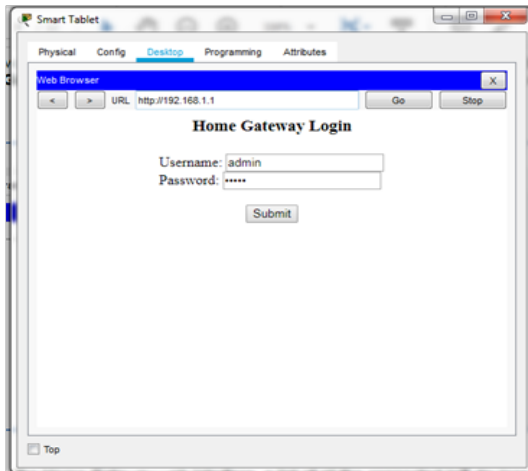 Smart Tablet
Physical Config Desktop Programming Attributes
Web Browser
X
< > URL http://192.168.1.1 Go Stop
Home Gateway Login
Username: admin
Password: •••••
Submit
Top